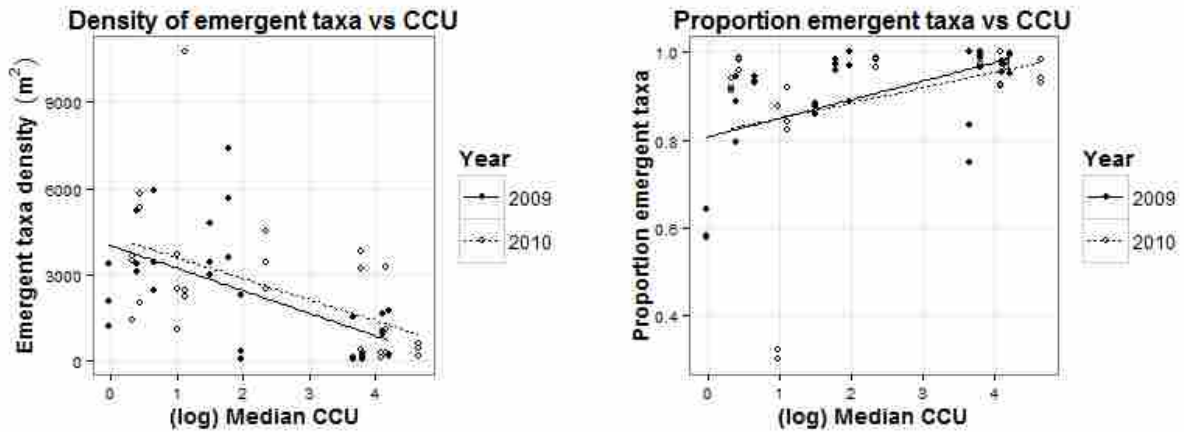 Density of emergent taxa vs CCU
Emergent taxa density (m²)
9000
6000
3000
0
0 1 2 3 4
(log) Median CCU
Year
2009
2010
Proportion emergent taxa vs CCU
Proportion emergent taxa
1.0
0.8
0.6
0.4
0 1 2 3 4
(log) Median CCU
Year
2009
2010